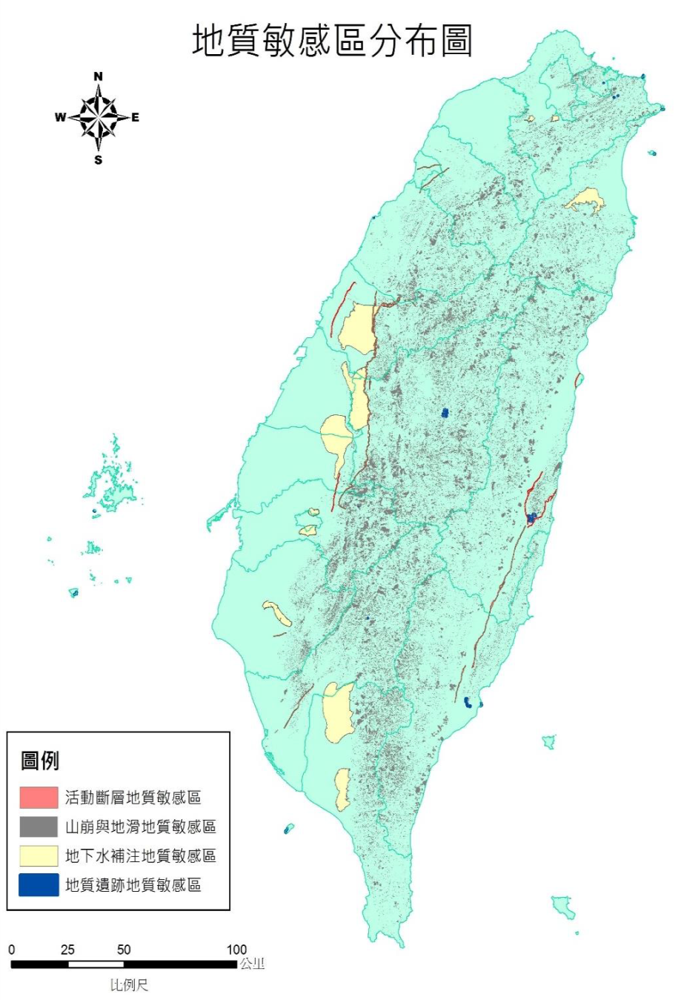 地質敏感區分布圖
N
W E
S
圖例
活動斷層地質敏感區
山崩與地滑地質敏感區
地下水補注地質敏感區
地質遺跡地質敏感區
0 25 50 100
公里
比例尺